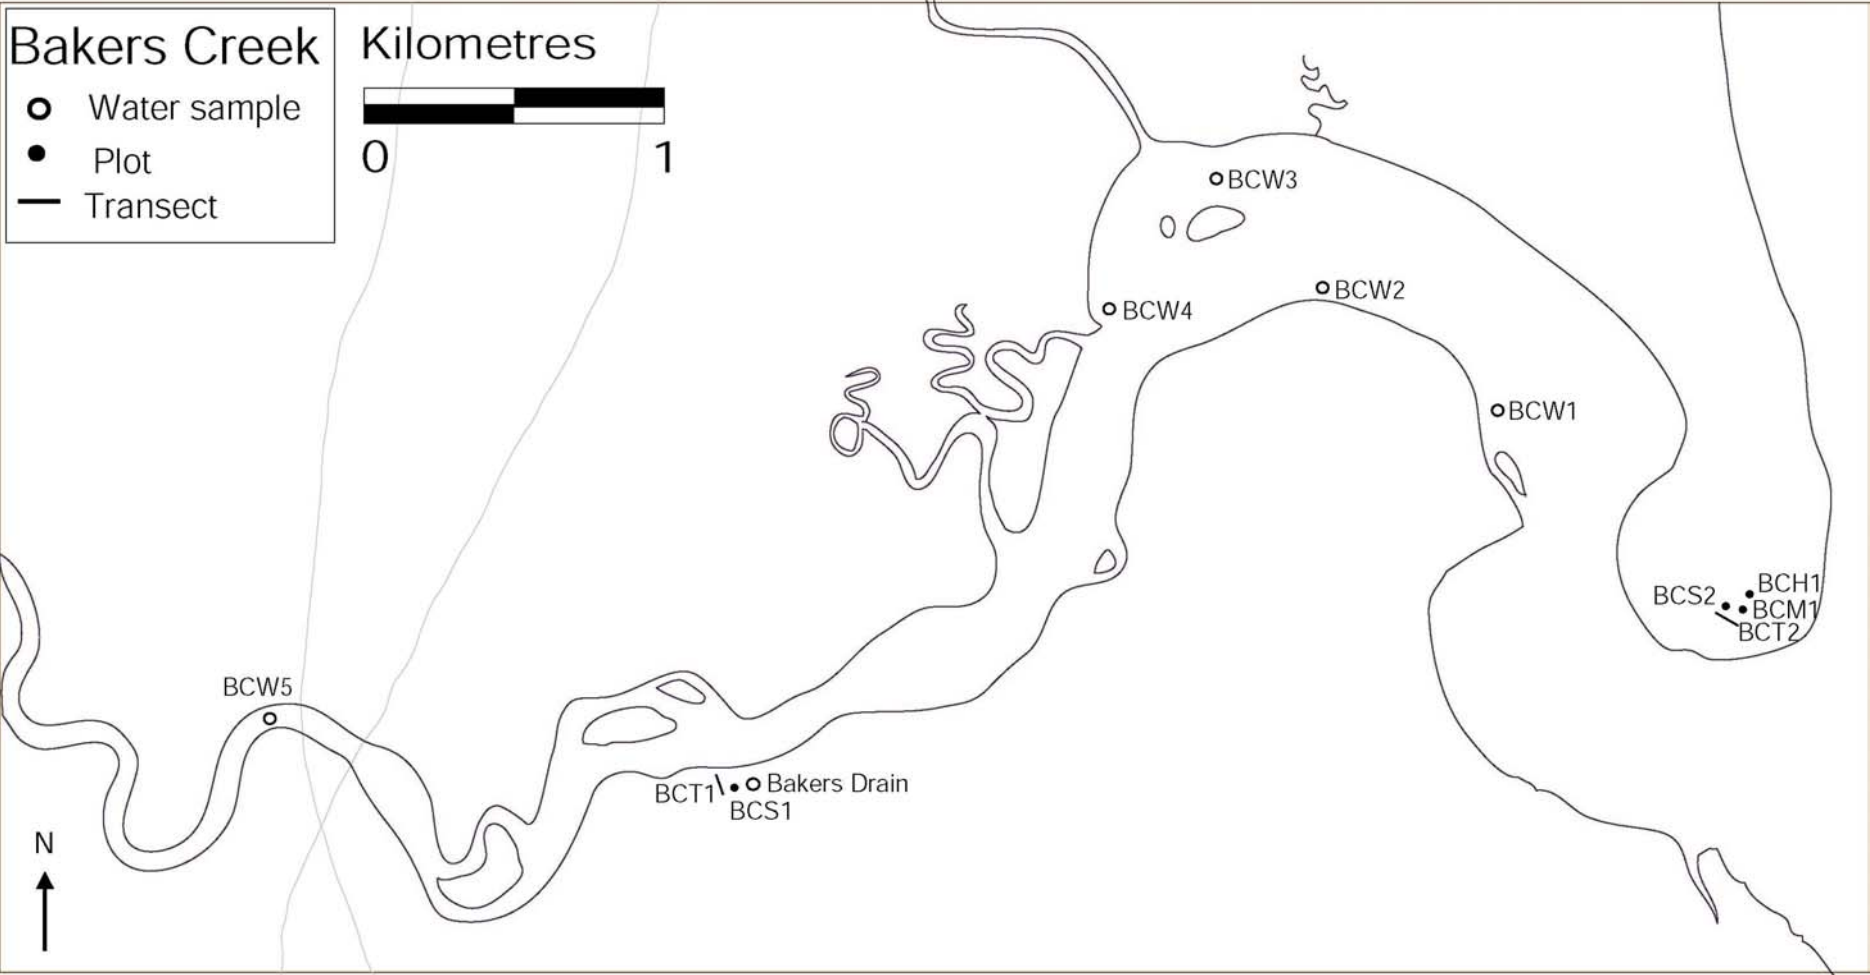 Bakers Creek
Water sample
Plot
Transect
Kilometres
0 1
BCW3
BCW2
BCW4
BCW1
BCH1
BCS2
BCM1
BCT2
BCW5
BCT1
Bakers Drain
BCS1
N